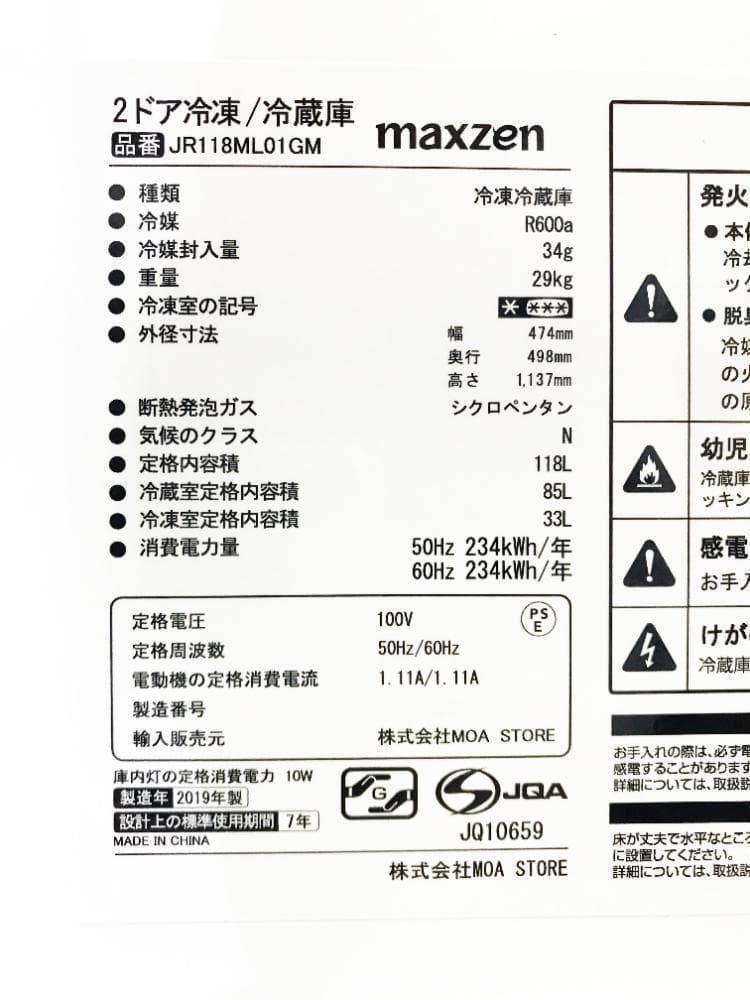 2ドア冷凍/冷蔵庫
maxzen
品番 JR118ML01GM
● 種類 冷凍冷蔵庫
● 冷媒 R600a
● 冷媒封入量 34g
● 重量 29kg
● 冷凍室の記号 * ***
● 外径寸法 幅 474mm
奥行 498mm
高さ 1,137mm
● 断熱発泡ガス シクロペンタン
● 気候のクラス N
● 定格内容積 118L
● 冷蔵室定格内容積 85L
● 冷凍室定格内容積 33L
● 消費電力量 50Hz 234kWh/年
60Hz 234kWh/年
定格電圧 100V
PS
E
定格周波数 50Hz/60Hz
電動機の定格消費電流 1.11A/1.11A
製造番号
輸入販売元 株式会社MOA STORE
庫内灯の定格消費電力 10W
製造年 2019年製
設計上の標準使用期間 7年
MADE IN CHINA
G
JQA
JQ10659
株式会社MOA STORE
発火
● 本
冷却
ック
● 脱臭
冷媒
の火
の原
幼児
冷蔵庫
ッキン
感電
お手入
けが
冷蔵庫
お手入れの際は、必ず電
感電することがあります
詳細については、取扱説
床が丈夫で水平なところ
に設置してください。
詳細については、取扱説